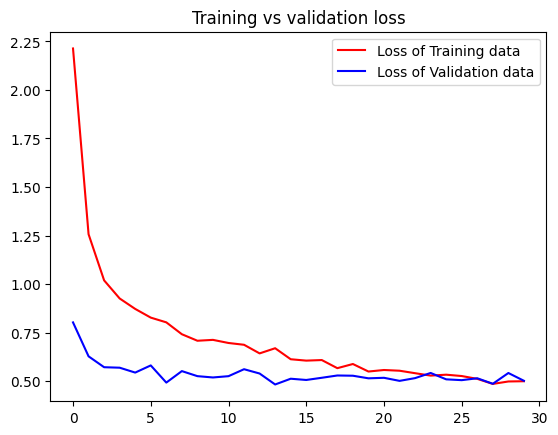 Training vs validation loss
Loss of Training data
Loss of Validation data
2.25
2.00
1.75
1.50
1.25
1.00
0.75
0.50
0 5 10 15 20 25 30